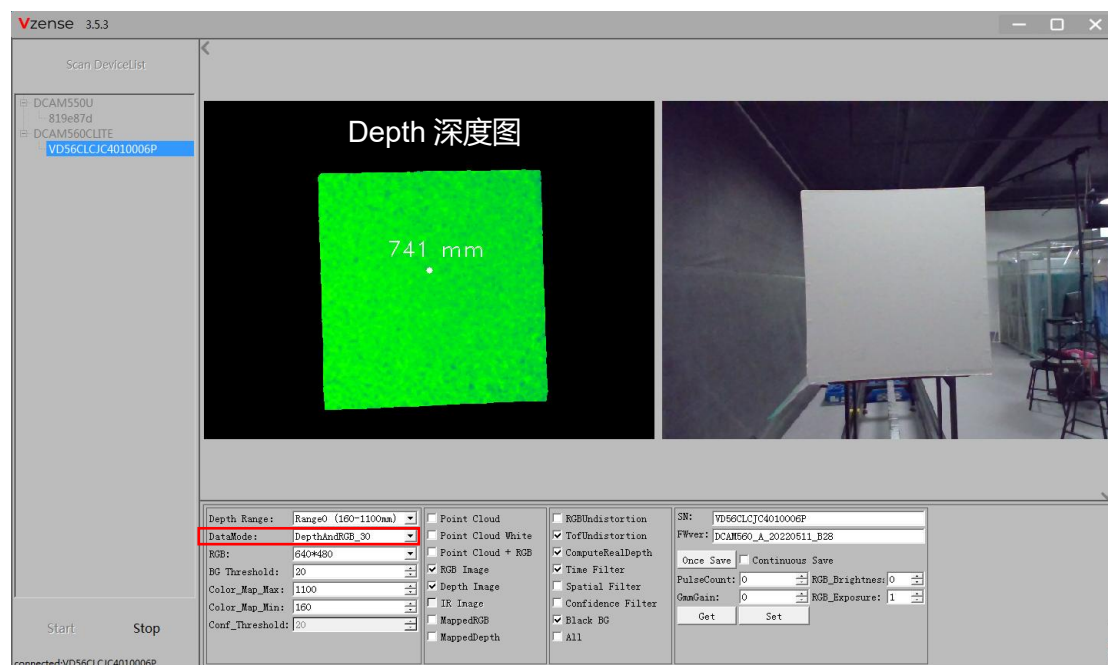 Vzense 3.5.3
Scan DeviceList
DCAM550U
819e87d
DCAM560CLITE
VD56CLCJC4010006P
Depth 深度图
741 mm
Depth Range: Range0 (160-1100mm)
DataMode: DepthAndRGB_30
RGB: 640*480
BG Threshold: 20
Color_Map_Max: 1100
Color_Map_Min: 160
Conf_Threshold: 20
Point Cloud
Point Cloud White
Point Cloud + RGB
RGB Image
Depth Image
IR Image
MappedRGB
MappedDepth
RGBUndistortion
TofUndistortion
ComputeRealDepth
Time Filter
Spatial Filter
Confidence Filter
Black BG
All
SN: VD56CLCJC4010006P
FWver: DCAM560_A_20220511_B28
Once Save Continuous Save
PulseCount: 0 RGB_Brightness: 0
GmmGain: 0 RGB_Exposure: 1
Get Set
Start Stop
connected:VD56CLCJC4010006P